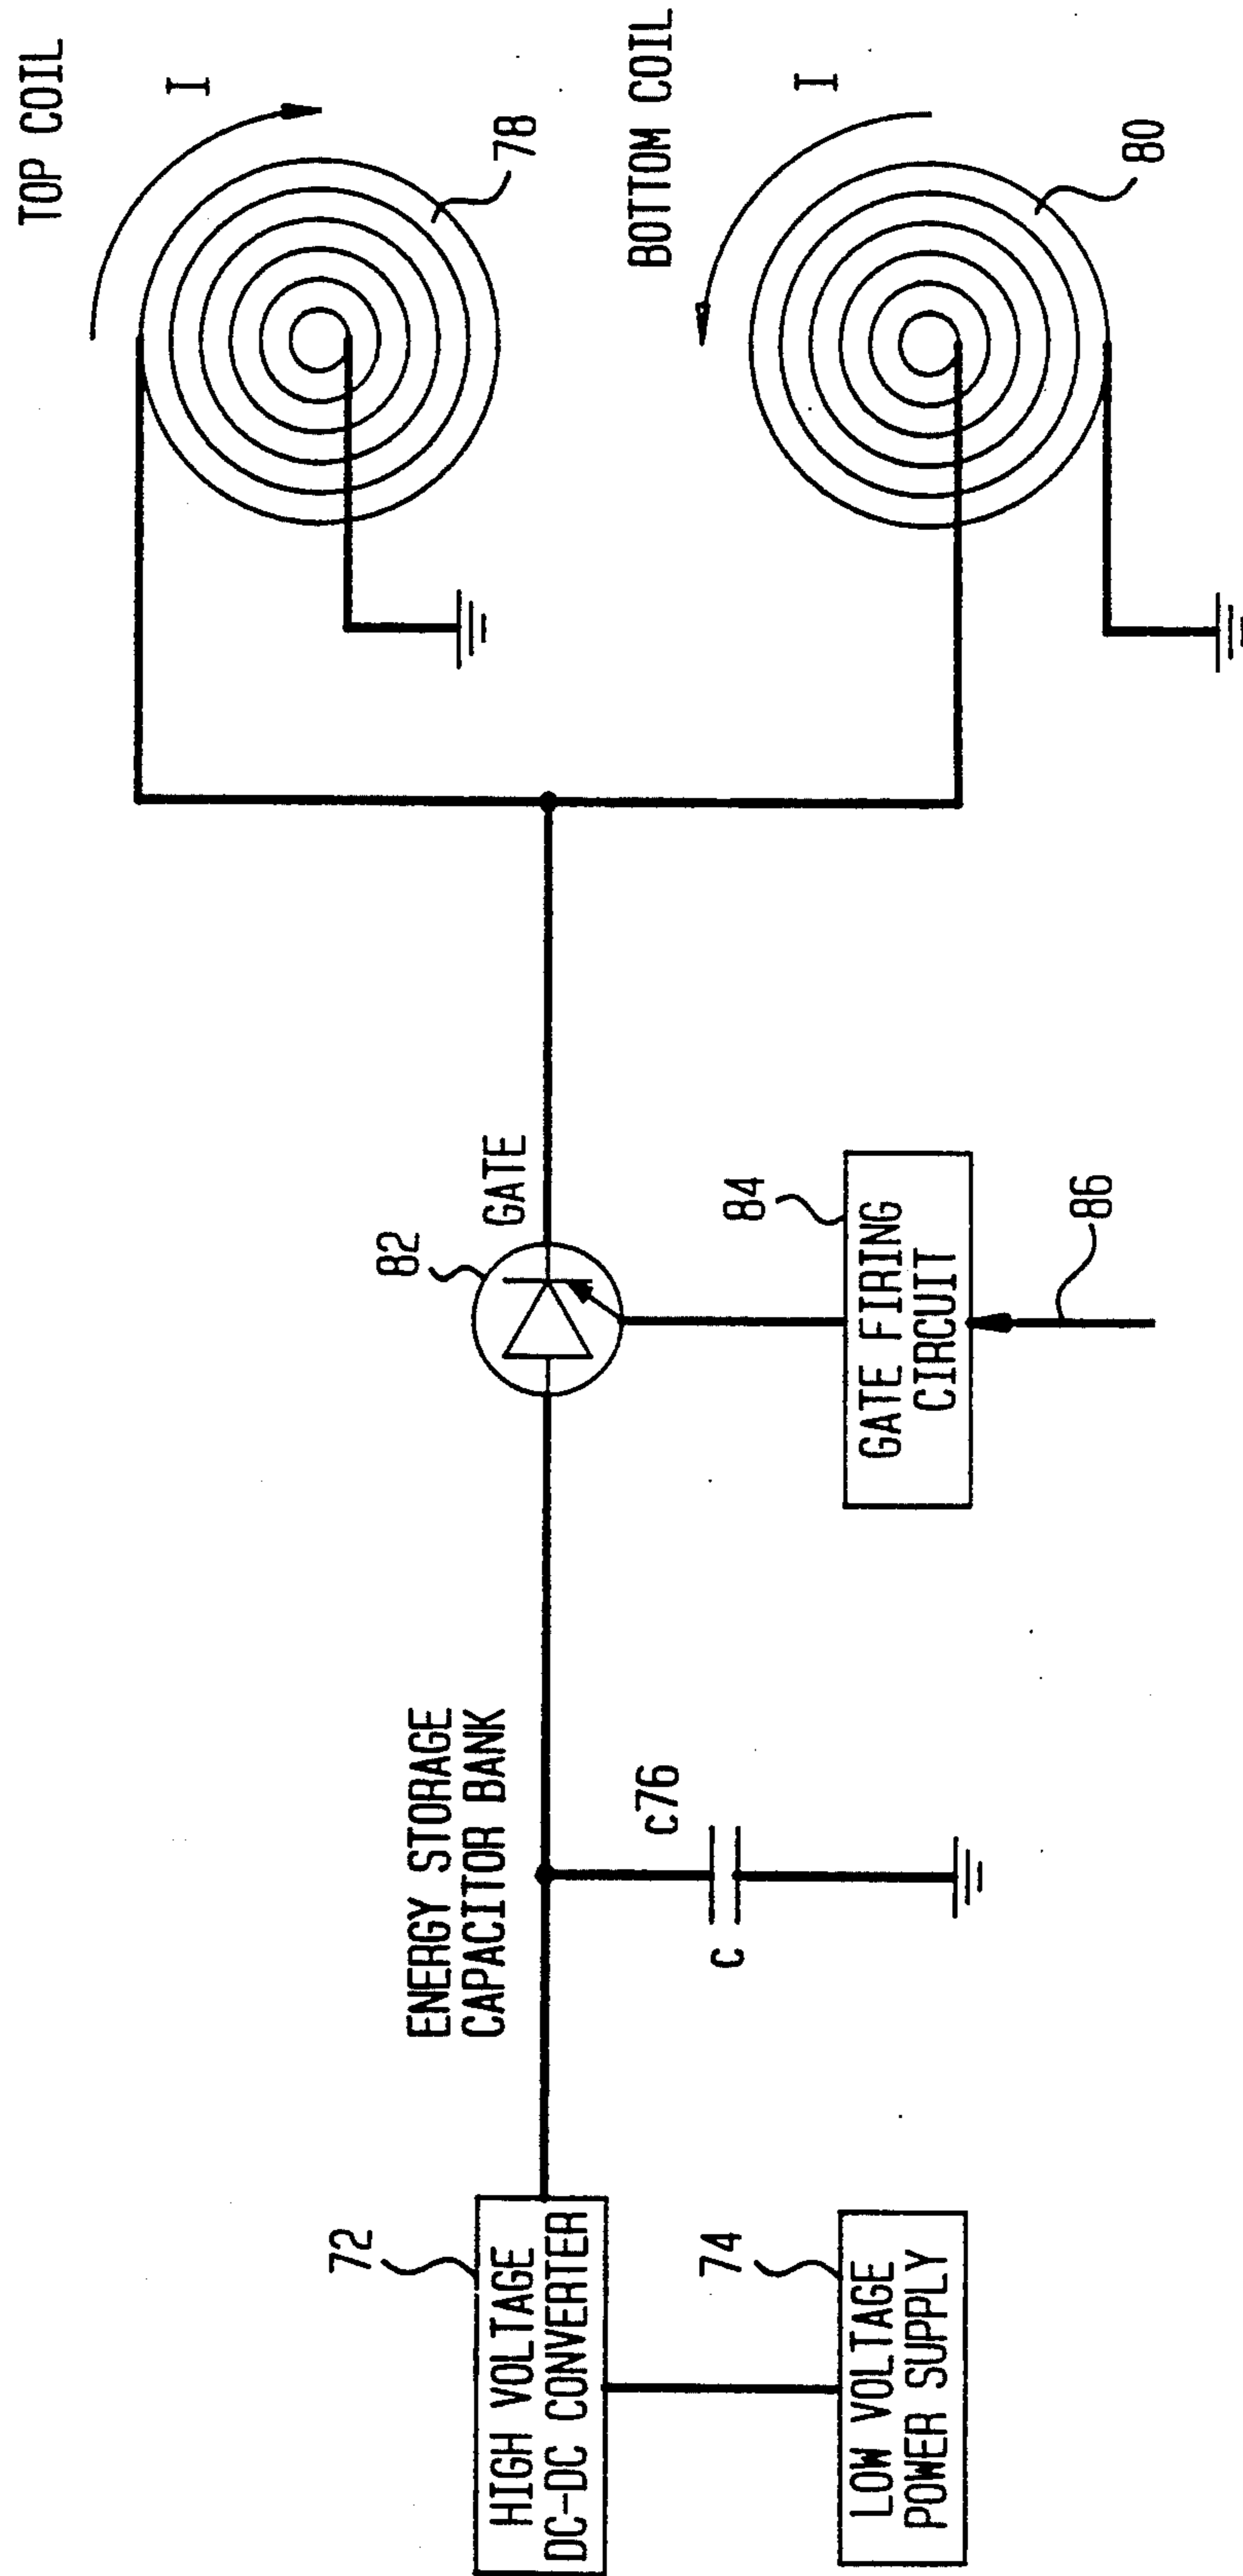 72
HIGH VOLTAGE
DC-DC CONVERTER
74
LOW VOLTAGE
POWER SUPPLY
ENERGY STORAGE
CAPACITOR BANK
C
C76
82
GATE
84
GATE FIRING
CIRCUIT
86
TOP COIL
I
78
BOTTOM COIL
I
80